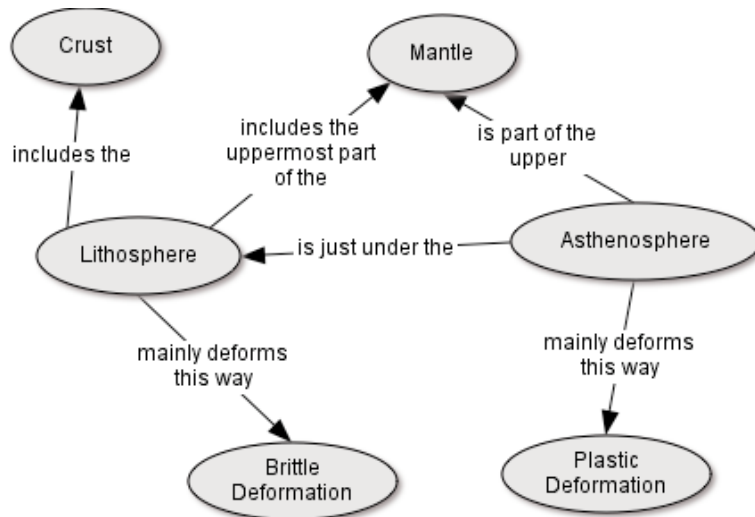 Crust
Mantle
includes the
includes the
uppermost part
of the
is part of the
upper
Lithosphere
is just under the
Asthenosphere
mainly deforms
this way
mainly deforms
this way
Brittle
Deformation
Plastic
Deformation